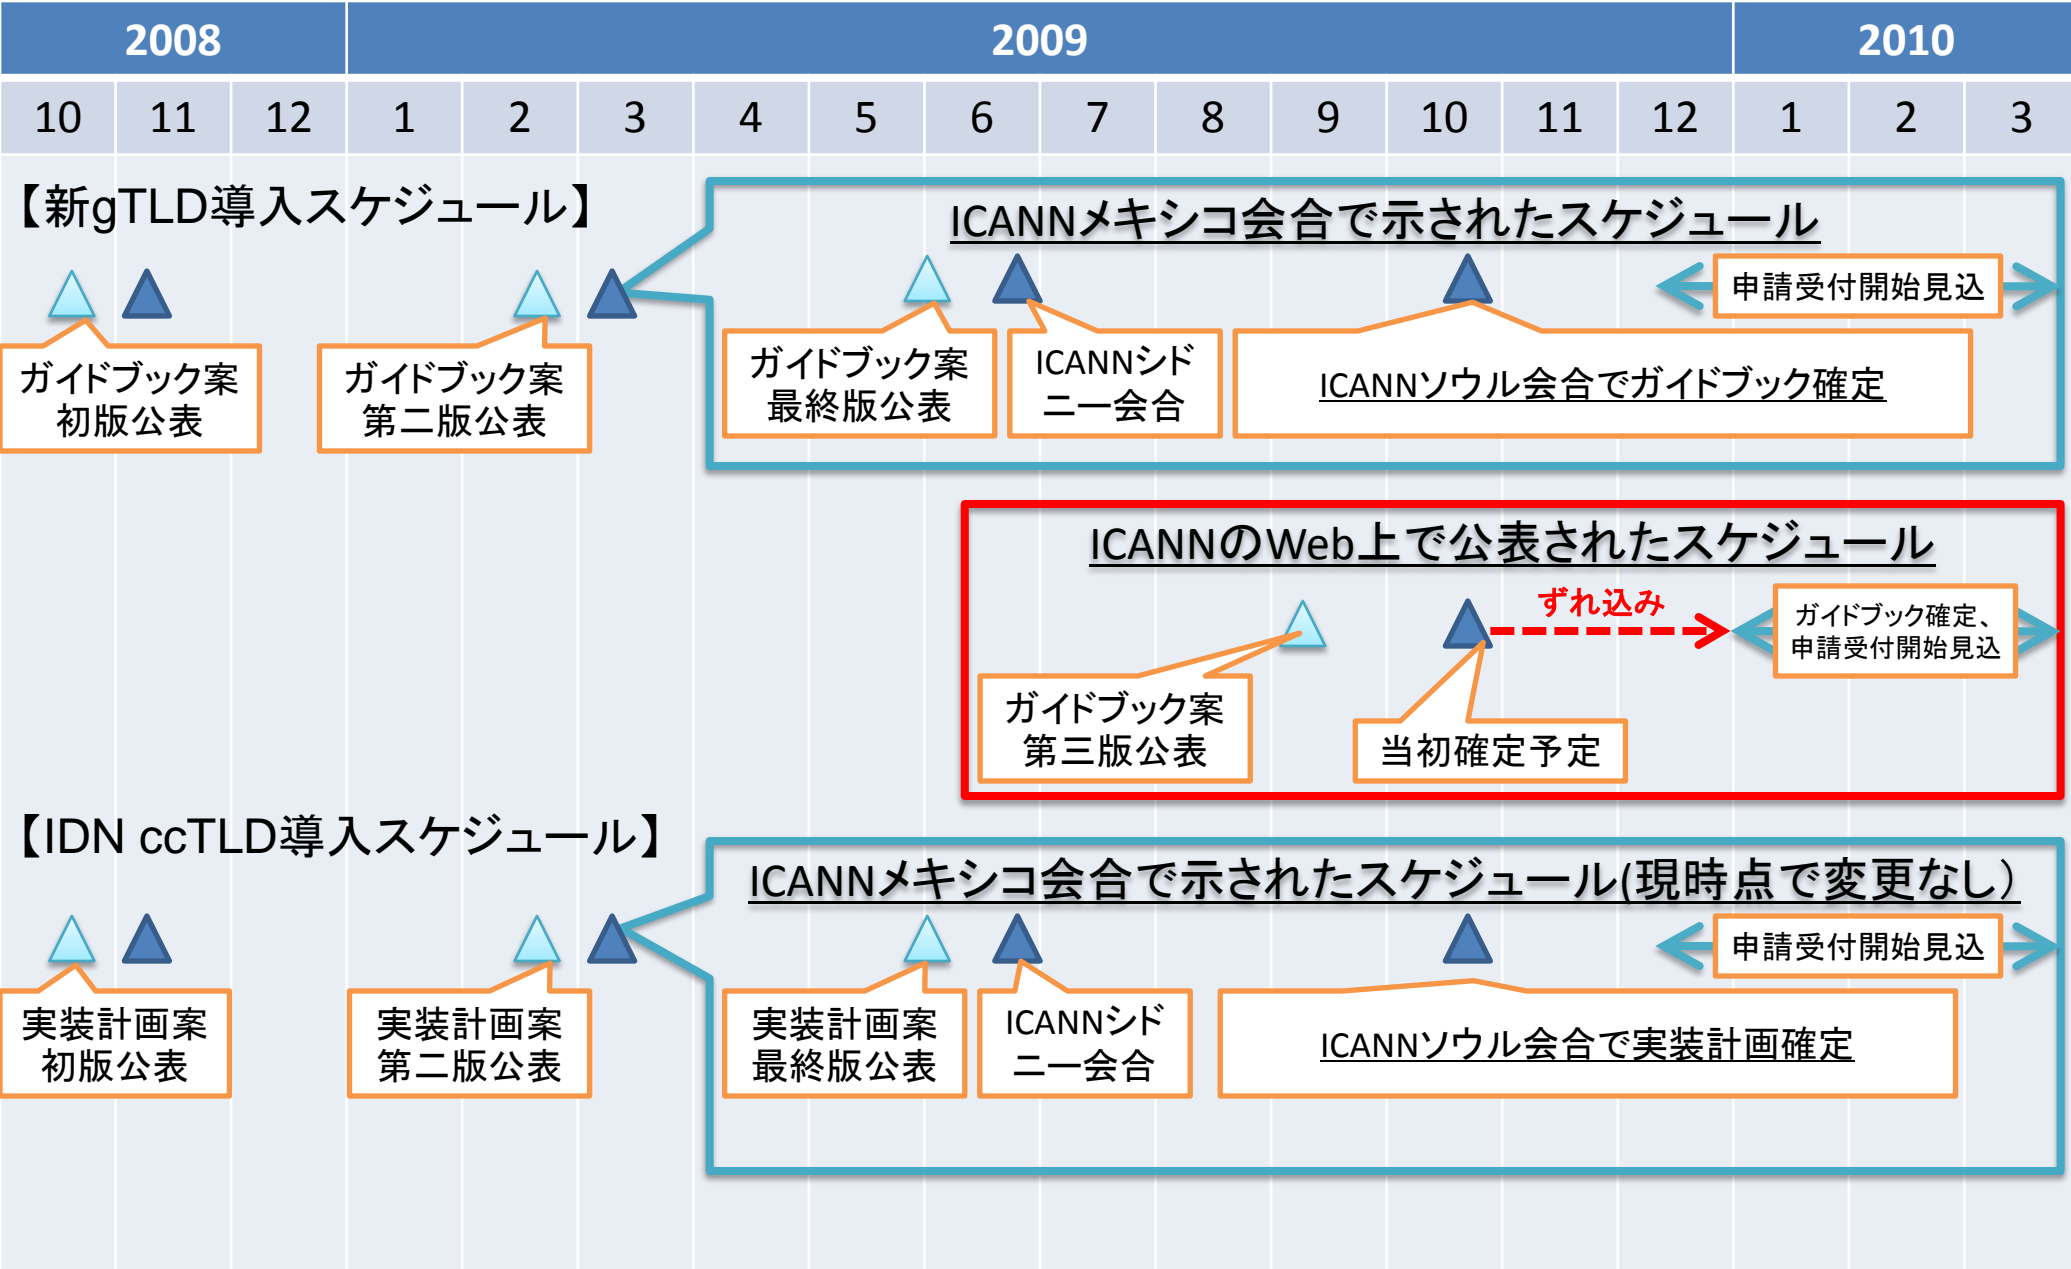 2008 2009 2010
10 11 12 1 2 3 4 5 6 7 8 9 10 11 12 1 2 3
【新gTLD導入スケジュール】
ICANNメキシコ会合で示されたスケジュール
申請受付開始見込
ガイドブック案
初版公表
ガイドブック案
第二版公表
ガイドブック案
最終版公表
ICANNシド
ニー会合
ICANNソウル会合でガイドブック確定
ICANNのWeb上で公表されたスケジュール
ずれ込み
ガイドブック確定、
申請受付開始見込
ガイドブック案
第三版公表
当初確定予定
【IDN ccTLD導入スケジュール】
ICANNメキシコ会合で示されたスケジュール(現時点で変更なし）
申請受付開始見込
実装計画案
初版公表
実装計画案
第二版公表
実装計画案
最終版公表
ICANNシド
ニー会合
ICANNソウル会合で実装計画確定